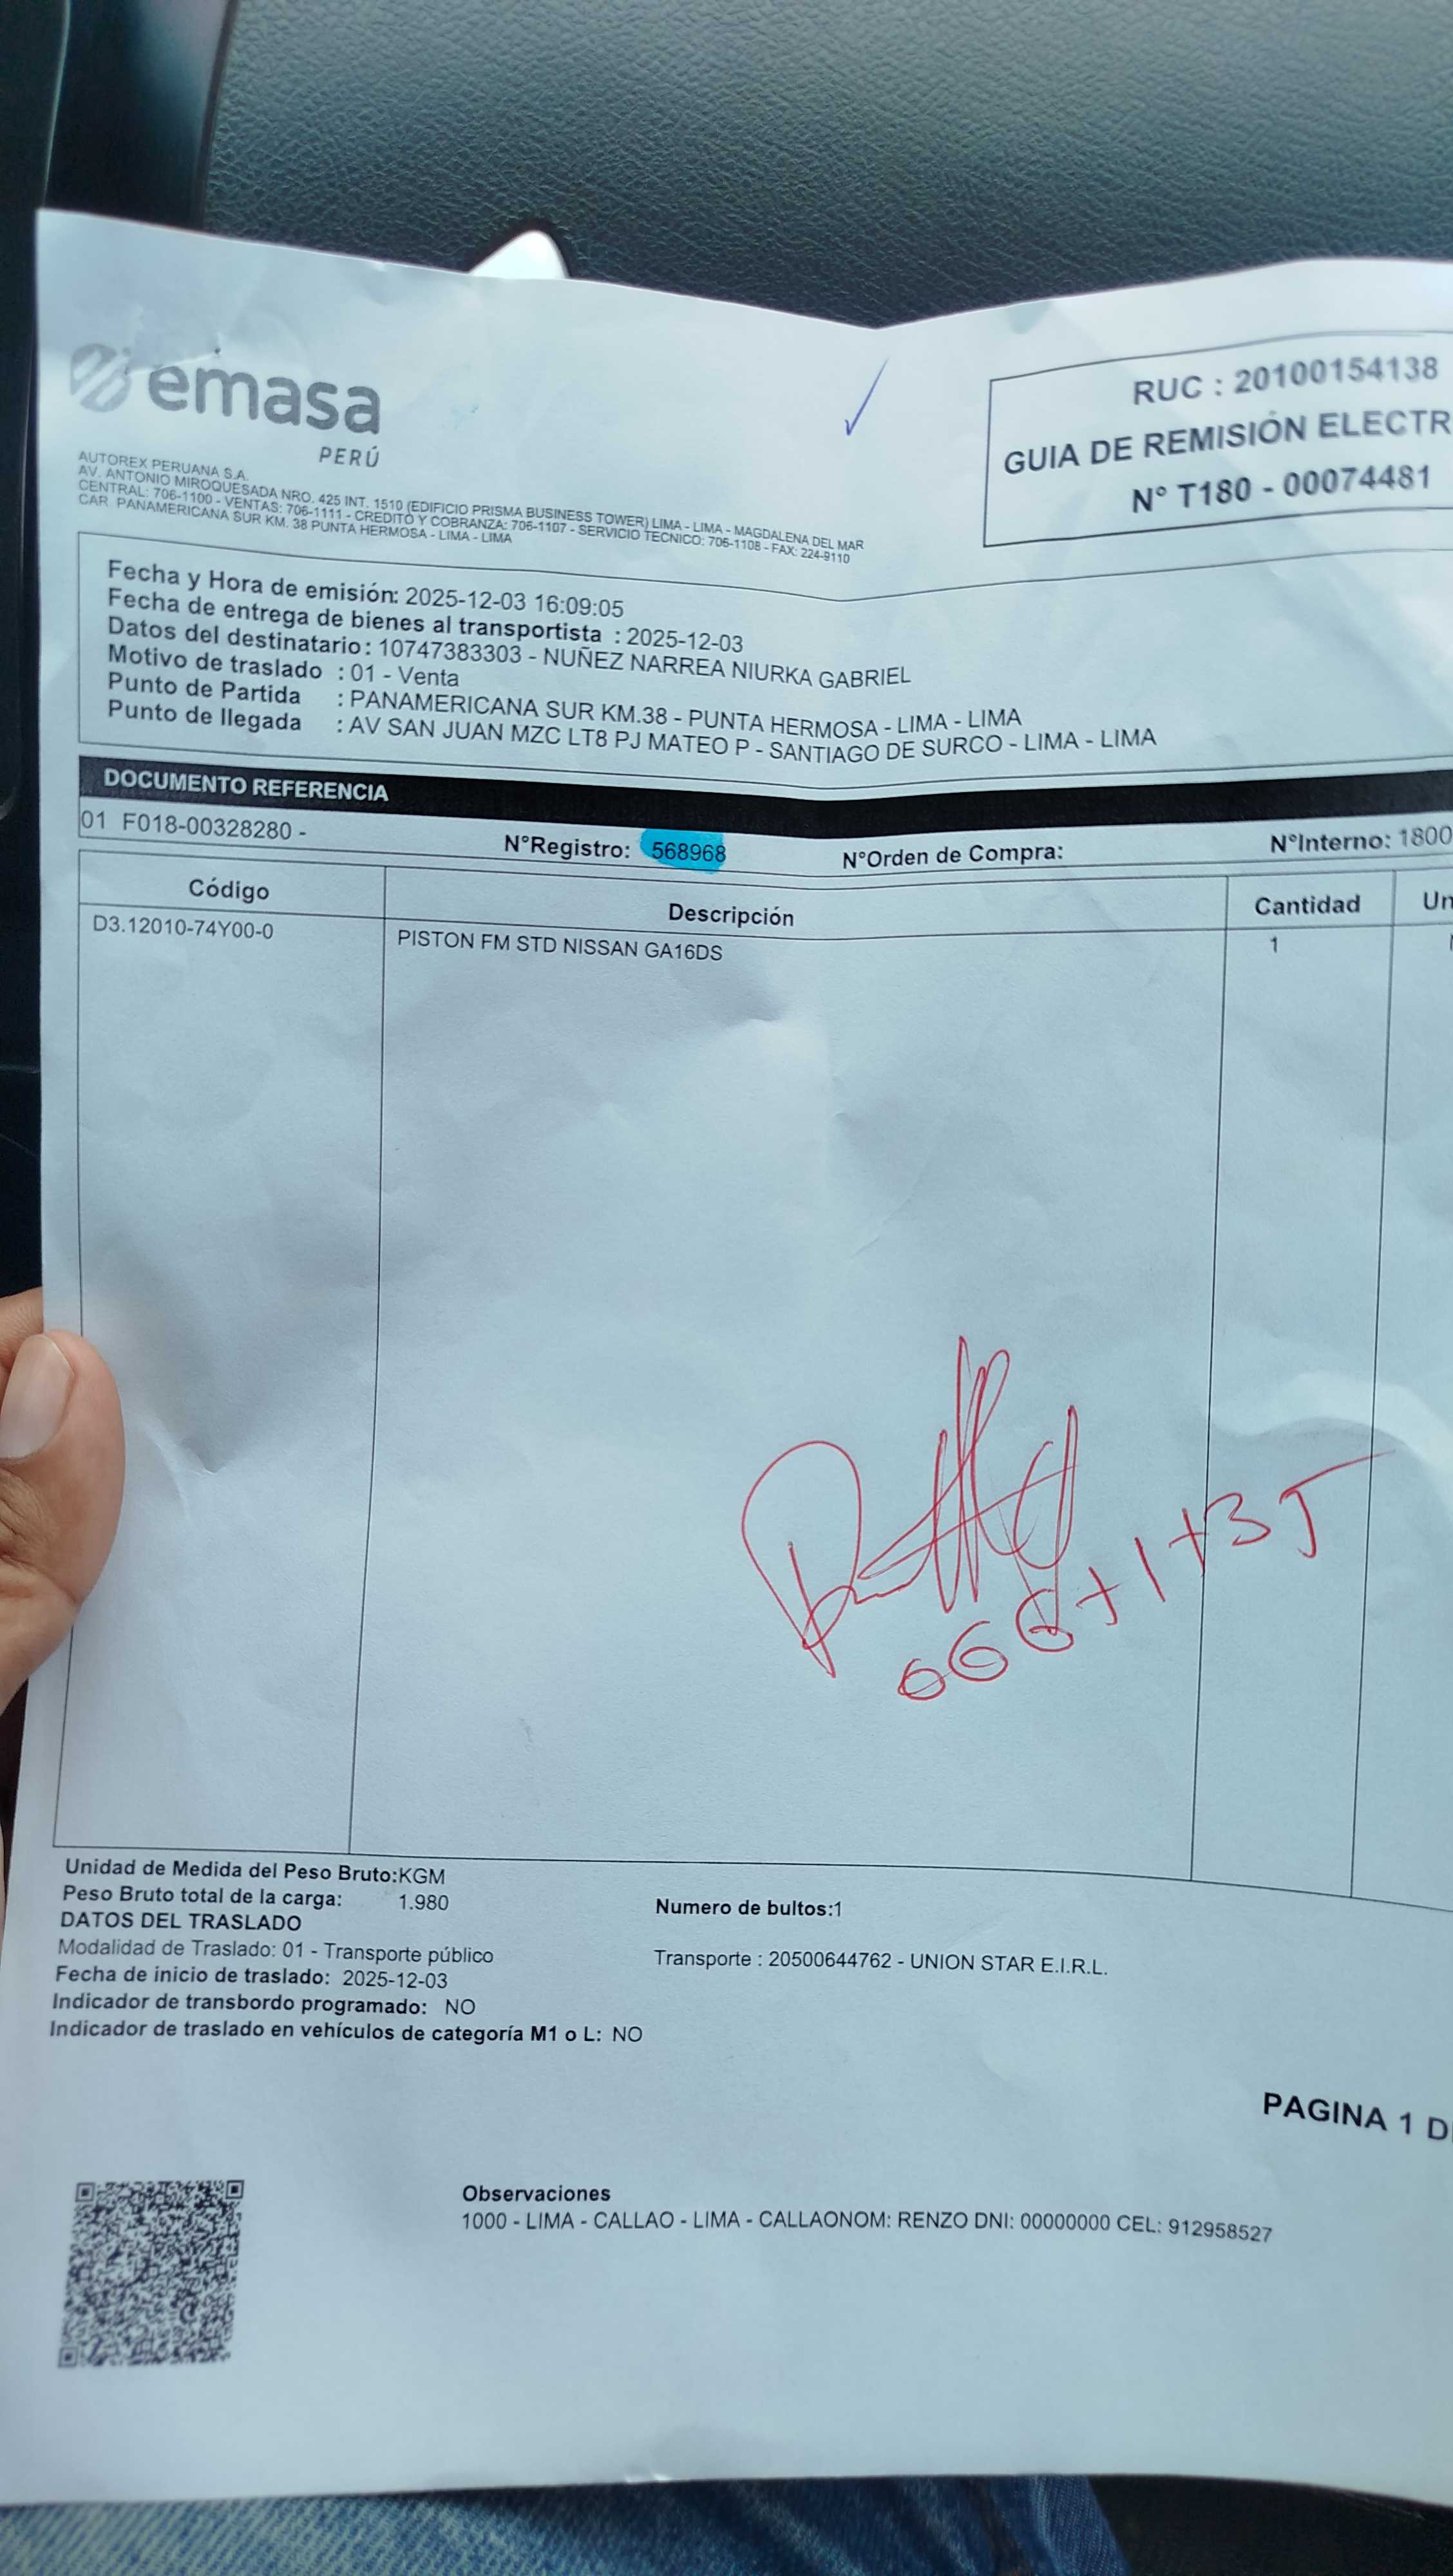 emasa
PERÚ
AUTOREX PERUANA S.A.
AV. ANTONIO MIROQUESADA NRO. 425 INT. 1510 (EDIFICIO PRISMA BUSINESS TOWER) LIMA - LIMA - MAGDALENA DEL MAR
CENTRAL: 706-1100 - VENTAS: 706-1111 - CREDITO Y COBRANZA: 706-1107 - SERVICIO TECNICO: 706-1108 - FAX: 224-9110
CAR. PANAMERICANA SUR KM. 38 PUNTA HERMOSA - LIMA - LIMA
RUC : 20100154138
GUIA DE REMISIÓN ELECTR
N° T180 - 00074481
Fecha y Hora de emisión: 2025-12-03 16:09:05
Fecha de entrega de bienes al transportista : 2025-12-03
Datos del destinatario : 10747383303 - NUÑEZ NARREA NIURKA GABRIEL
Motivo de traslado : 01 - Venta
Punto de Partida : PANAMERICANA SUR KM.38 - PUNTA HERMOSA - LIMA - LIMA
Punto de llegada : AV SAN JUAN MZC LT8 PJ MATEO P - SANTIAGO DE SURCO - LIMA - LIMA
DOCUMENTO REFERENCIA
01 F018-00328280 - N°Registro: 568968 N°Orden de Compra: N°Interno: 1800
Código Descripción Cantidad Un
D3.12010-74Y00-0 PISTON FM STD NISSAN GA16DS 1
Unidad de Medida del Peso Bruto:KGM
Peso Bruto total de la carga: 1.980 Numero de bultos:1
DATOS DEL TRASLADO
Modalidad de Traslado: 01 - Transporte público Transporte : 20500644762 - UNION STAR E.I.R.L.
Fecha de inicio de traslado: 2025-12-03
Indicador de transbordo programado: NO
Indicador de traslado en vehículos de categoría M1 o L: NO
PAGINA 1 D
Observaciones
1000 - LIMA - CALLAO - LIMA - CALLAONOM: RENZO DNI: 00000000 CEL: 912958527